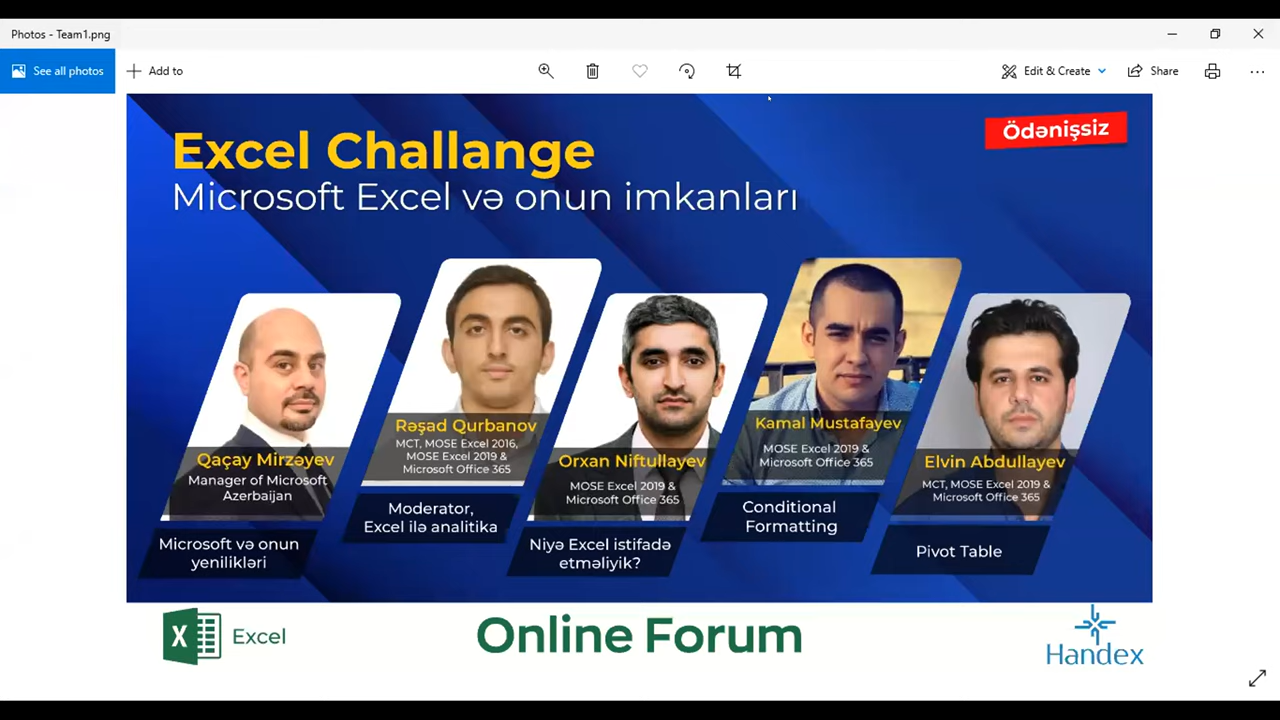 Photos - Team1.png
See all photos
Add to
Edit & Create
Share
Excel Challange
Microsoft Excel və onun imkanları
Ödənişsiz
Qaçay Mirzəyev
Manager of Microsoft
Azerbaijan
Microsoft və onun
yenilikləri
Rəşad Qurbanov
MCT, MOSE Excel 2016,
MOSE Excel 2019 &
Microsoft Office 365
Moderator,
Excel ilə analitika
Orxan Niftullayev
MOSE Excel 2019 &
Microsoft Office 365
Niyə Excel istifadə
etməliyik?
Kamal Mustafayev
MOSE Excel 2019 &
Microsoft Office 365
Conditional
Formatting
Elvin Abdullayev
MCT, MOSE Excel 2019 &
Microsoft Office 365
Pivot Table
X Excel
Online Forum
Handex